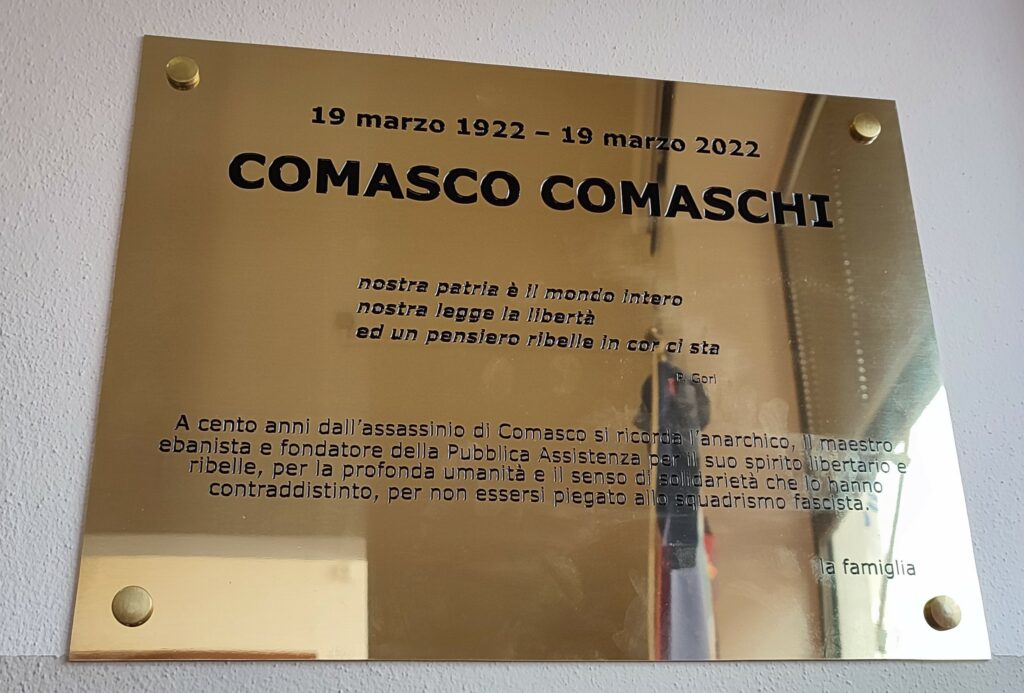 19 marzo 1922 – 19 marzo 2022
COMASCO COMASCHI
nostra patria è il mondo intero
nostra legge la libertà
ed un pensiero ribelle in cor ci sta
P. Gori
A cento anni dall'assassinio di Comasco si ricorda l'anarchico, il maestro
ebanista e fondatore della Pubblica Assistenza per il suo spirito libertario e
ribelle, per la profonda umanità e il senso di solidarietà che lo hanno
contraddistinto, per non essersi piegato allo squadrismo fascista.
la famiglia